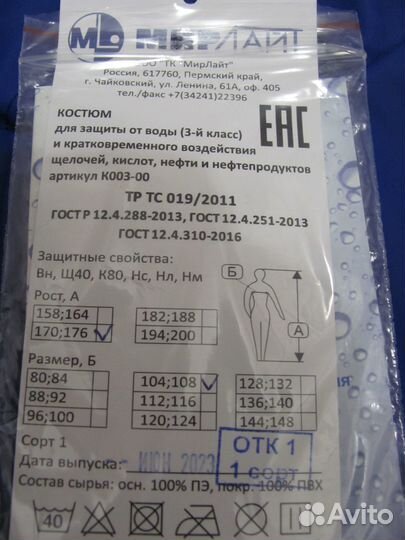 МИРЛАЙТ
ОО "ТК "МирЛайт"
Россия, 617760, Пермский край,
г. Чайковский, ул. Ленина, 61А, оф. 405
тел./факс +7(34241)22396
ЕАС
КОСТЮМ
для защиты от воды (3-й класс)
и кратковременного воздействия
щелочей, кислот, нефти и нефтепродуктов
артикул К003-00
ТР ТС 019/2011
ГОСТ Р 12.4.288-2013, ГОСТ 12.4.251-2013
ГОСТ 12.4.310-2016
Защитные свойства:
Вн, Щ40, К80, Нс, Нл, Нм
Рост, А
158;164 182;188
170;176 194;200
Б
А
Размер, Б
80;84 104;108 128;132
88;92 112;116 136;140
96;100 120;124 144;148
Сорт 1
ОТК 1
1 сорт
Дата выпуска: ИЮН 2023
Состав сырья: осн. 100% ПЭ, покр. 100% ПВХ
40
Avito